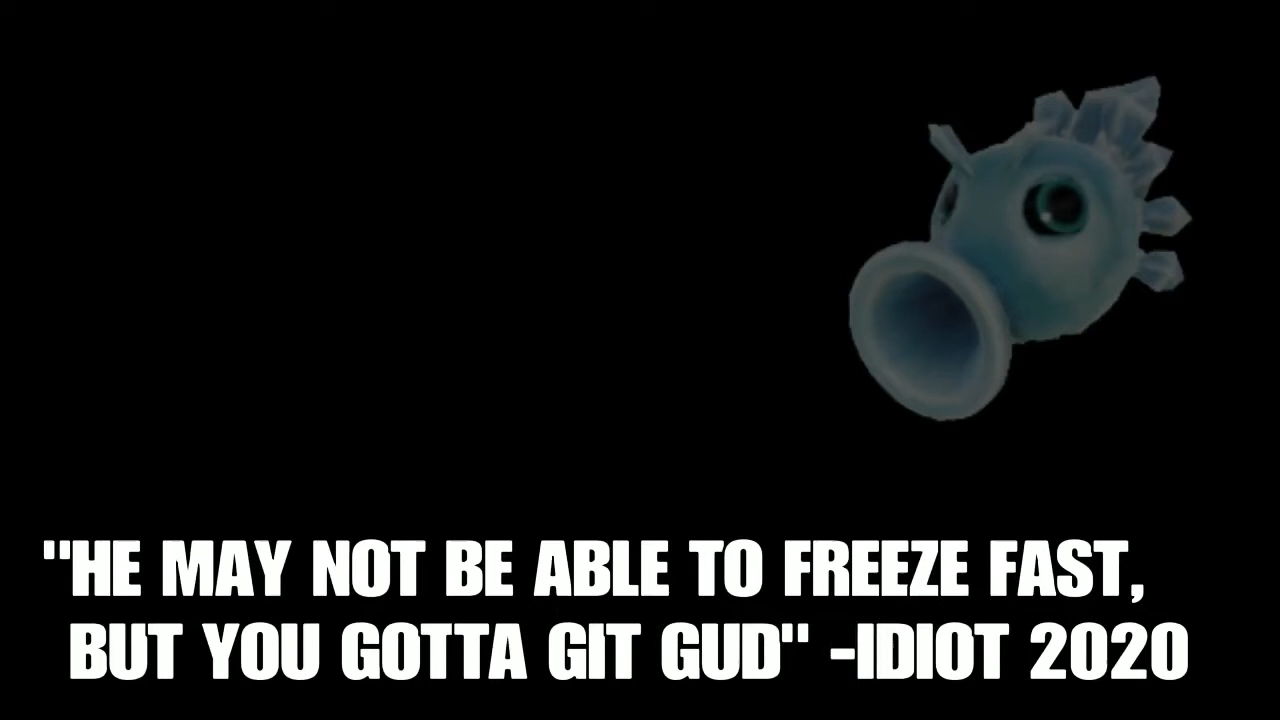 "HE MAY NOT BE ABLE TO FREEZE FAST,
BUT YOU GOTTA GIT GUD" -IDIOT 2020